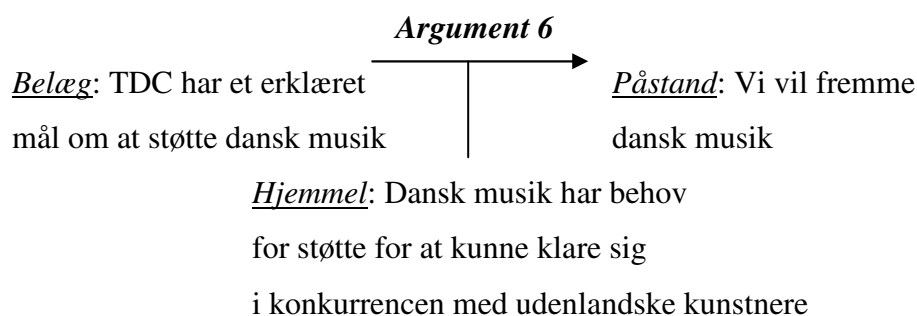 Argument 6
Belæg: TDC har et erklæret
mål om at støtte dansk musik
Påstand: Vi vil fremme
dansk musik
Hjemmel: Dansk musik har behov
for støtte for at kunne klare sig
i konkurrencen med udenlandske kunstnere